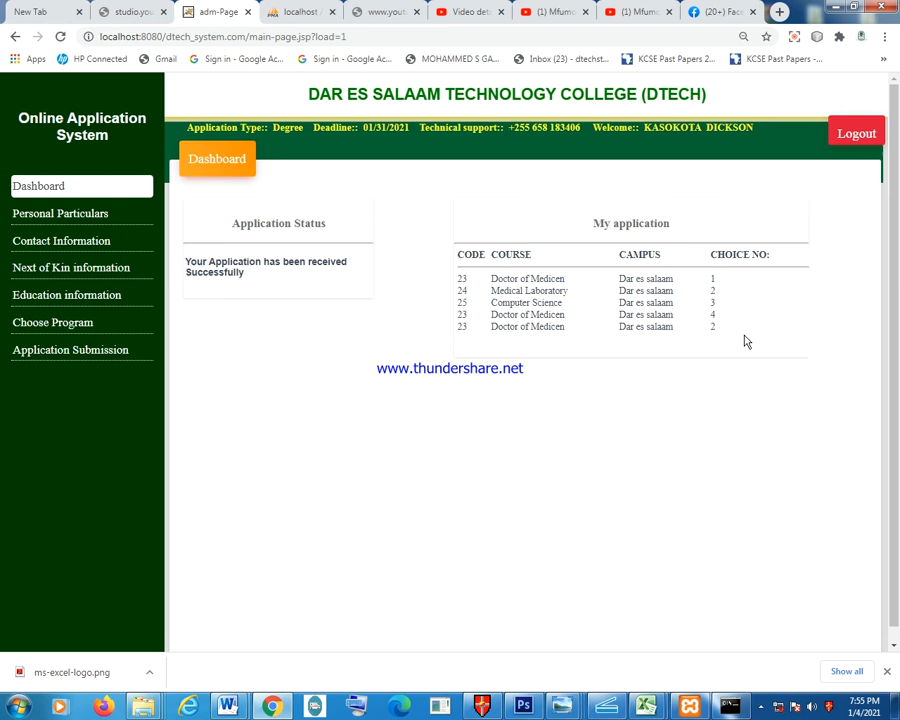 New Tab
studio.you
adm-Page
localhost
www.youtu
Video deta
(1) Mfumo
(1) Mfumo
(20+) Fac
localhost:8080/dtech_system.com/main-page.jsp?load=1
Apps
HP Connected
Gmail
Sign in - Google Ac...
Sign in - Google Ac...
MOHAMMED S GA...
Inbox (23) - dtechst...
KCSE Past Papers 2...
KCSE Past Papers -...
Online Application
System
DAR ES SALAAM TECHNOLOGY COLLEGE (DTECH)
Application Type:: Degree Deadline:: 01/31/2021 Technical support:: +255 658 183406 Welcome:: KASOKOTA DICKSON
Logout
Dashboard
Dashboard
Personal Particulars
Contact Information
Next of Kin information
Education information
Choose Program
Application Submission
Application Status
Your Application has been received
Successfully
My application
CODE COURSE CAMPUS CHOICE NO:
23 Doctor of Medicen Dar es salaam 1
24 Medical Laboratory Dar es salaam 2
25 Computer Science Dar es salaam 3
23 Doctor of Medicen Dar es salaam 4
23 Doctor of Medicen Dar es salaam 2
www.thundershare.net
ms-excel-logo.png
Show all
7:55 PM
1/4/2021